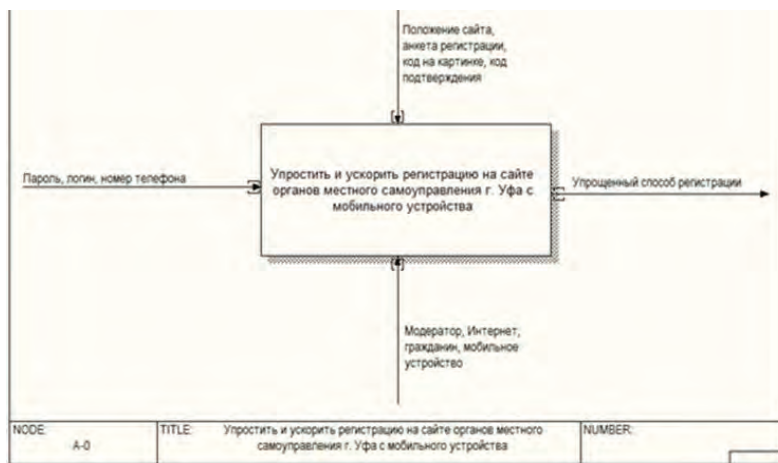 Положение сайта,
анкета регистрации,
код на картинке, код
подтверждения
Пароль, логин, номер телефона
Упростить и ускорить регистрацию на сайте
органов местного самоуправления г. Уфа с
мобильного устройства
Упрощенный способ регистрации
Модератор, Интернет,
гражданин, мобильное
устройство
NODE:
A-0
TITLE:
Упростить и ускорить регистрацию на сайте органов местного
самоуправления г. Уфа с мобильного устройства
NUMBER: